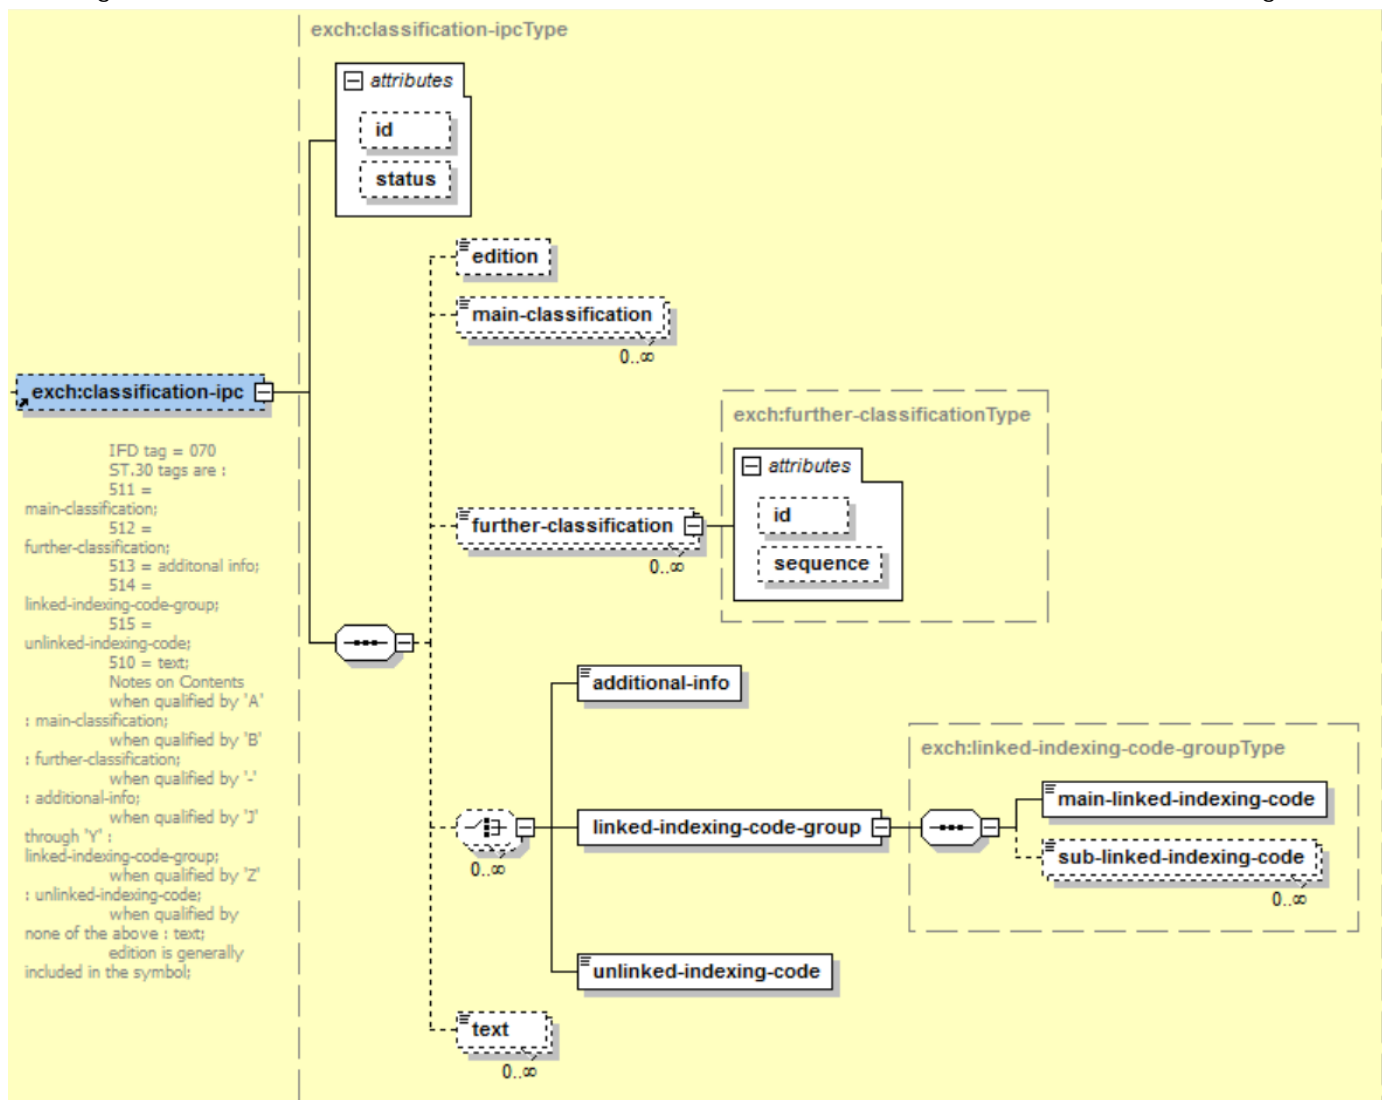 exch:classification-ipcType
attributes
id
status
edition
main-classification
0..∞
exch:classification-ipc
IFD tag = 070
ST.30 tags are :
511 =
main-classification;
512 =
further-classification;
513 = additonal info;
514 =
linked-indexing-code-group;
515 =
unlinked-indexing-code;
510 = text;
Notes on Contents
when qualified by 'A'
: main-classification;
when qualified by 'B'
: further-classification;
when qualified by '-'
: additional-info;
when qualified by 'J'
through 'Y' :
linked-indexing-code-group;
when qualified by 'Z'
: unlinked-indexing-code;
when qualified by
none of the above : text;
edition is generally
included in the symbol;
exch:further-classificationType
attributes
id
sequence
further-classification
0..∞
additional-info
exch:linked-indexing-code-groupType
main-linked-indexing-code
linked-indexing-code-group
0..∞
sub-linked-indexing-code
0..∞
unlinked-indexing-code
text
0..∞